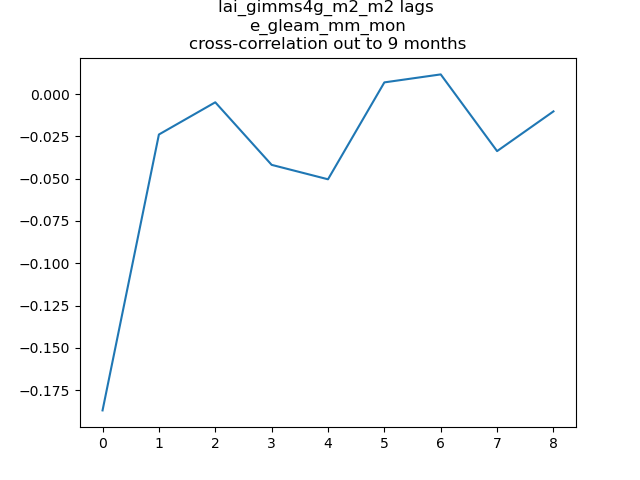 lai_gimms4g_m2_m2 lags
e_gleam_mm_mon
cross-correlation out to 9 months
0.000
−0.025
−0.050
−0.075
−0.100
−0.125
−0.150
−0.175
0 1 2 3 4 5 6 7 8